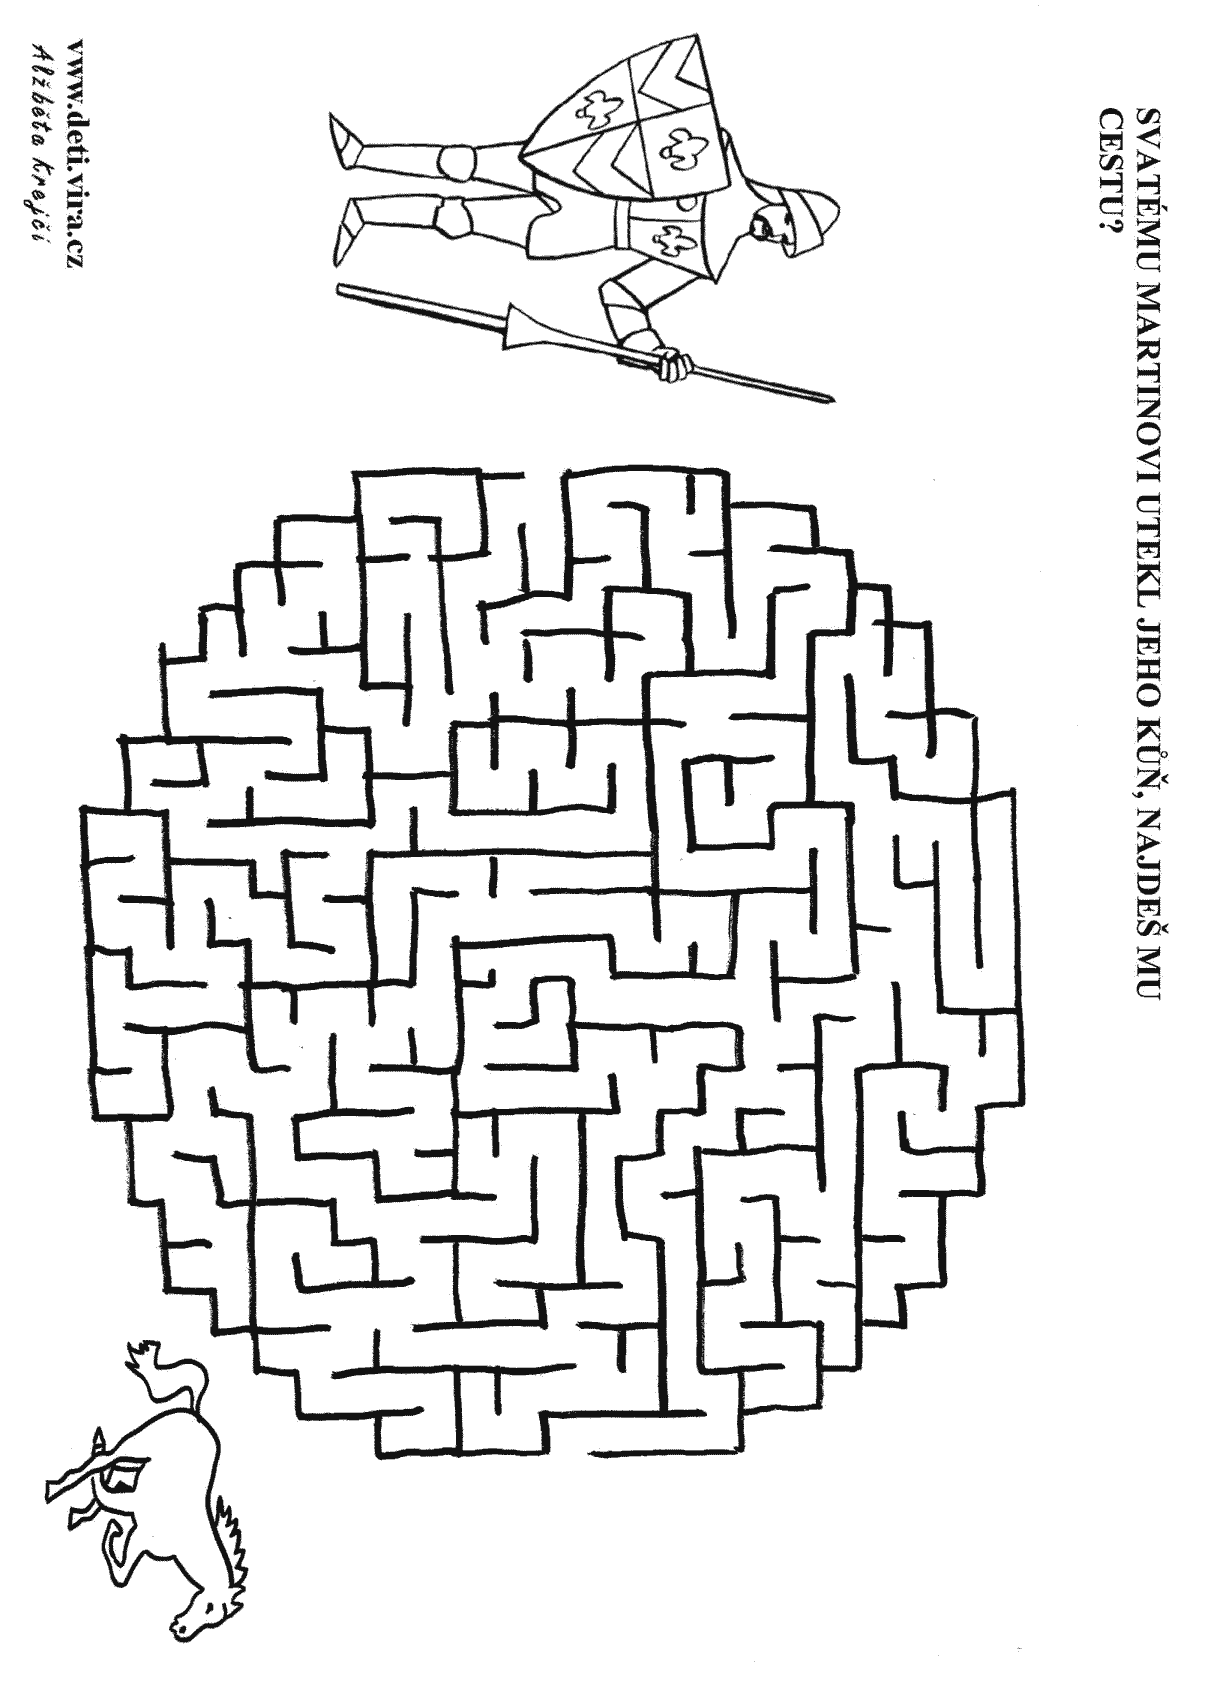 SVATÉMU MARTINOVI UTEKL JEHO KŮŇ, NAJDEŠ MU
CESTU?
www.deti.vira.cz
Alžběta Krejčí